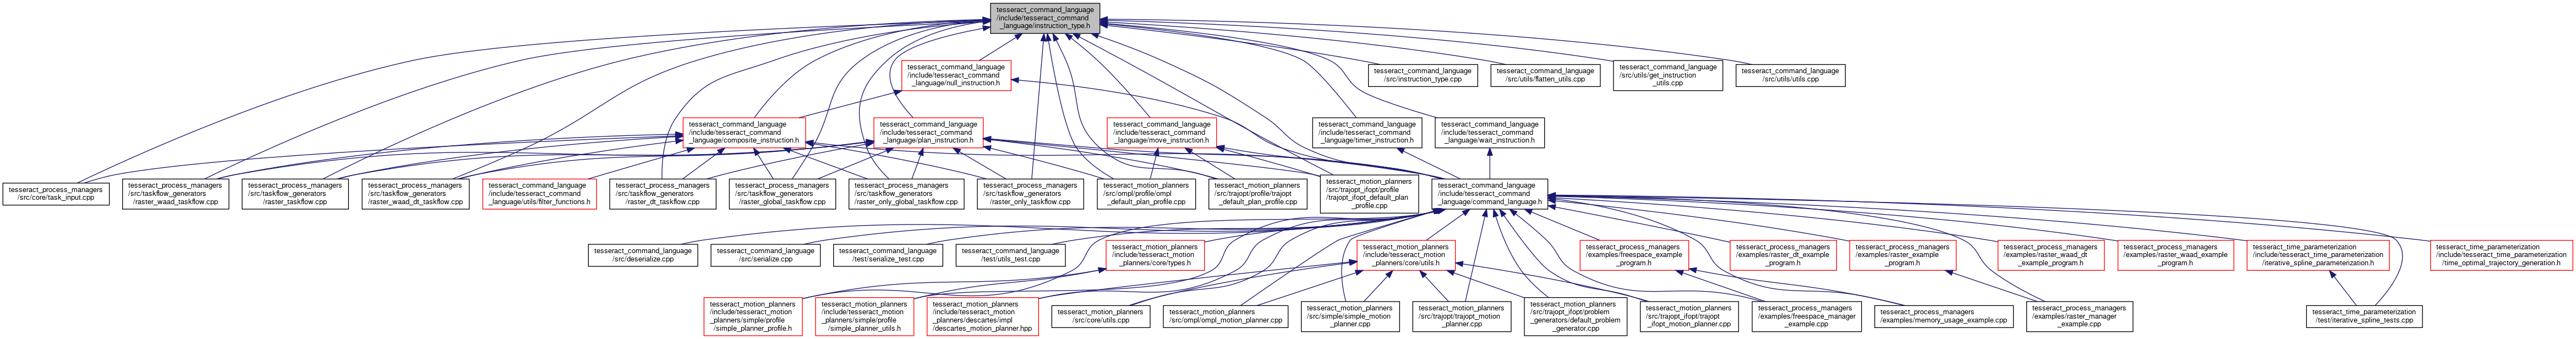 tesseract_command_language
/include/tesseract_command
_language/instruction_type.h
tesseract_command_language
/include/tesseract_command
_language/null_instruction.h
tesseract_command_language
/src/instruction_type.cpp
tesseract_command_language
/src/utils/flatten_utils.cpp
tesseract_command_language
/src/utils/get_instruction
_utils.cpp
tesseract_command_language
/src/utils/utils.cpp
tesseract_command_language
/include/tesseract_command
_language/composite_instruction.h
tesseract_command_language
/include/tesseract_command
_language/plan_instruction.h
tesseract_command_language
/include/tesseract_command
_language/move_instruction.h
tesseract_command_language
/include/tesseract_command
_language/timer_instruction.h
tesseract_command_language
/include/tesseract_command
_language/wait_instruction.h
tesseract_process_managers
/src/core/task_input.cpp
tesseract_process_managers
/src/taskflow_generators
/raster_waad_taskflow.cpp
tesseract_process_managers
/src/taskflow_generators
/raster_taskflow.cpp
tesseract_process_managers
/src/taskflow_generators
/raster_waad_dt_taskflow.cpp
tesseract_command_language
/include/tesseract_command
_language/utils/filter_functions.h
tesseract_process_managers
/src/taskflow_generators
/raster_dt_taskflow.cpp
tesseract_process_managers
/src/taskflow_generators
/raster_global_taskflow.cpp
tesseract_process_managers
/src/taskflow_generators
/raster_only_global_taskflow.cpp
tesseract_process_managers
/src/taskflow_generators
/raster_only_taskflow.cpp
tesseract_motion_planners
/src/ompl/profile/ompl
_default_plan_profile.cpp
tesseract_motion_planners
/src/trajopt/profile/trajopt
_default_plan_profile.cpp
tesseract_motion_planners
/src/trajopt_ifopt/profile
/trajopt_ifopt_default_plan
_profile.cpp
tesseract_command_language
/include/tesseract_command
_language/command_language.h
tesseract_command_language
/src/deserialize.cpp
tesseract_command_language
/src/serialize.cpp
tesseract_command_language
/test/serialize_test.cpp
tesseract_command_language
/test/utils_test.cpp
tesseract_motion_planners
/include/tesseract_motion
_planners/core/types.h
tesseract_motion_planners
/include/tesseract_motion
_planners/core/utils.h
tesseract_process_managers
/examples/freespace_example
_program.h
tesseract_process_managers
/examples/raster_dt_example
_program.h
tesseract_process_managers
/examples/raster_example
_program.h
tesseract_process_managers
/examples/raster_waad_dt
_example_program.h
tesseract_process_managers
/examples/raster_waad_example
_program.h
tesseract_time_parameterization
/include/tesseract_time_parameterization
/iterative_spline_parameterization.h
tesseract_time_parameterization
/include/tesseract_time_parameterization
/time_optimal_trajectory_generation.h
tesseract_motion_planners
/include/tesseract_motion
_planners/simple/profile
/simple_planner_profile.h
tesseract_motion_planners
/include/tesseract_motion
_planners/simple/profile
/simple_planner_utils.h
tesseract_motion_planners
/include/tesseract_motion
_planners/descartes/impl
/descartes_motion_planner.hpp
tesseract_motion_planners
/src/core/utils.cpp
tesseract_motion_planners
/src/ompl/ompl_motion_planner.cpp
tesseract_motion_planners
/src/simple/simple_motion
_planner.cpp
tesseract_motion_planners
/src/trajopt/trajopt_motion
_planner.cpp
tesseract_motion_planners
/src/trajopt_ifopt/problem
_generators/default_problem
_generator.cpp
tesseract_motion_planners
/src/trajopt_ifopt/trajopt
_ifopt_motion_planner.cpp
tesseract_process_managers
/examples/freespace_manager
_example.cpp
tesseract_process_managers
/examples/memory_usage_example.cpp
tesseract_process_managers
/examples/raster_manager
_example.cpp
tesseract_time_parameterization
/test/iterative_spline_tests.cpp